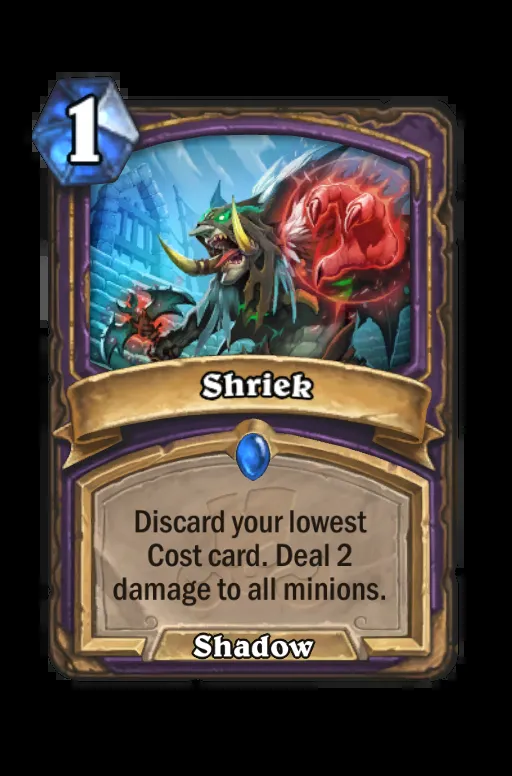 1
Shriek
Discard your lowest
Cost card. Deal 2
damage to all minions.
Shadow